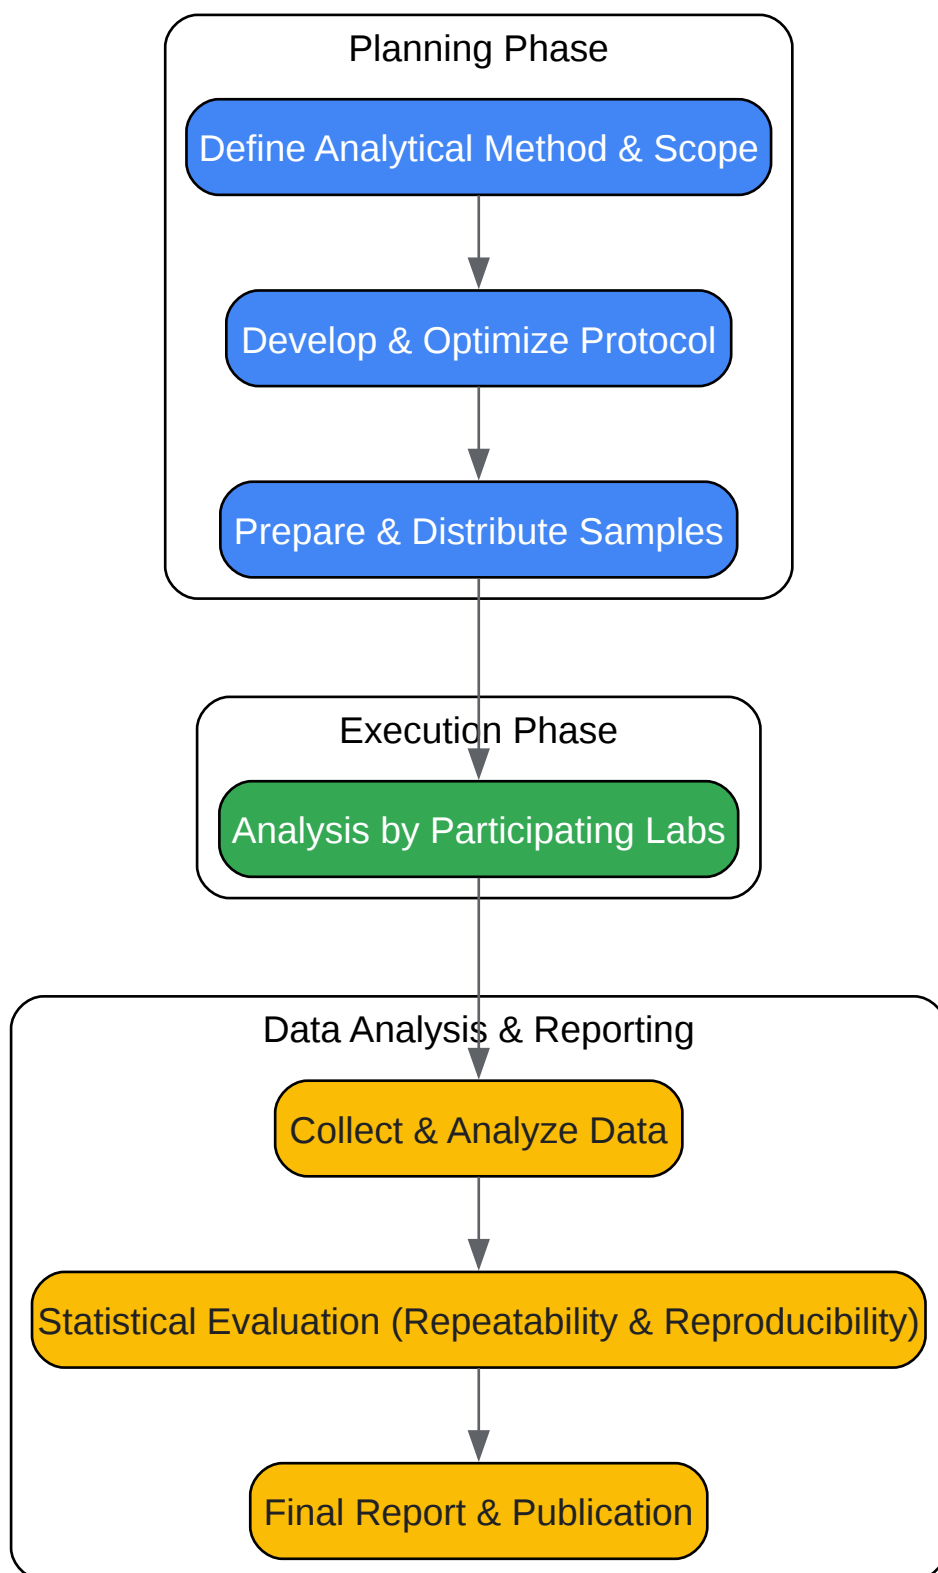 Planning Phase
Define Analytical Method & Scope
Develop & Optimize Protocol
Prepare & Distribute Samples
Execution Phase
Analysis by Participating Labs
Data Analysis & Reporting
Collect & Analyze Data
Statistical Evaluation (Repeatability & Reproducibility)
Final Report & Publication